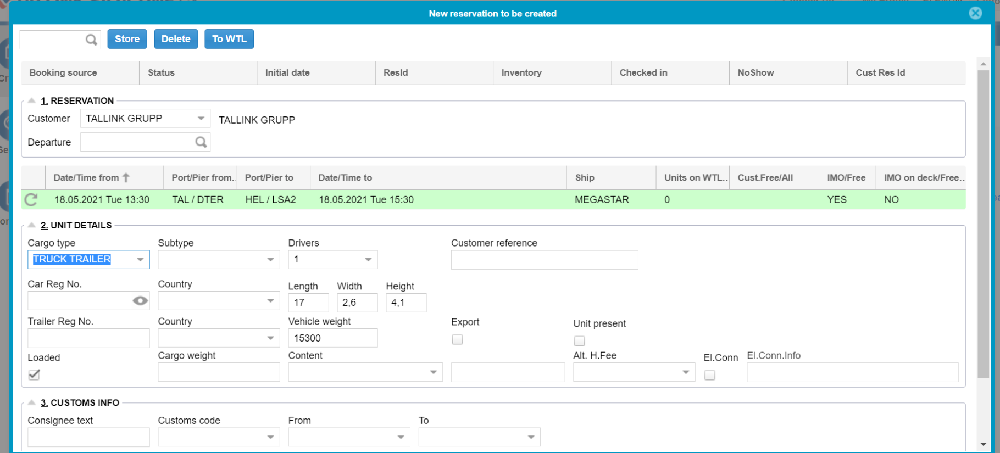 New reservation to be created
Store Delete To WTL
Booking source Status Initial date ResId Inventory Checked in NoShow Cust Res Id
1. RESERVATION
Customer TALLINK GRUPP TALLINK GRUPP
Departure
Date/Time from Port/Pier from.. Port/Pier to Date/Time to Ship Units on WTL.. Cust.Free/All IMO/Free IMO on deck/Free..
18.05.2021 Tue 13:30 TAL / DTER HEL / LSA2 18.05.2021 Tue 15:30 MEGASTAR 0 YES NO
2. UNIT DETAILS
Cargo type Subtype Drivers Customer reference
TRUCK TRAILER 1
Car Reg No. Country Length Width Height
17 2,6 4,1
Trailer Reg No. Country Vehicle weight Export Unit present
15300
Loaded Cargo weight Content Alt. H.Fee El.Conn El.Conn.Info
3. CUSTOMS INFO
Consignee text Customs code From To